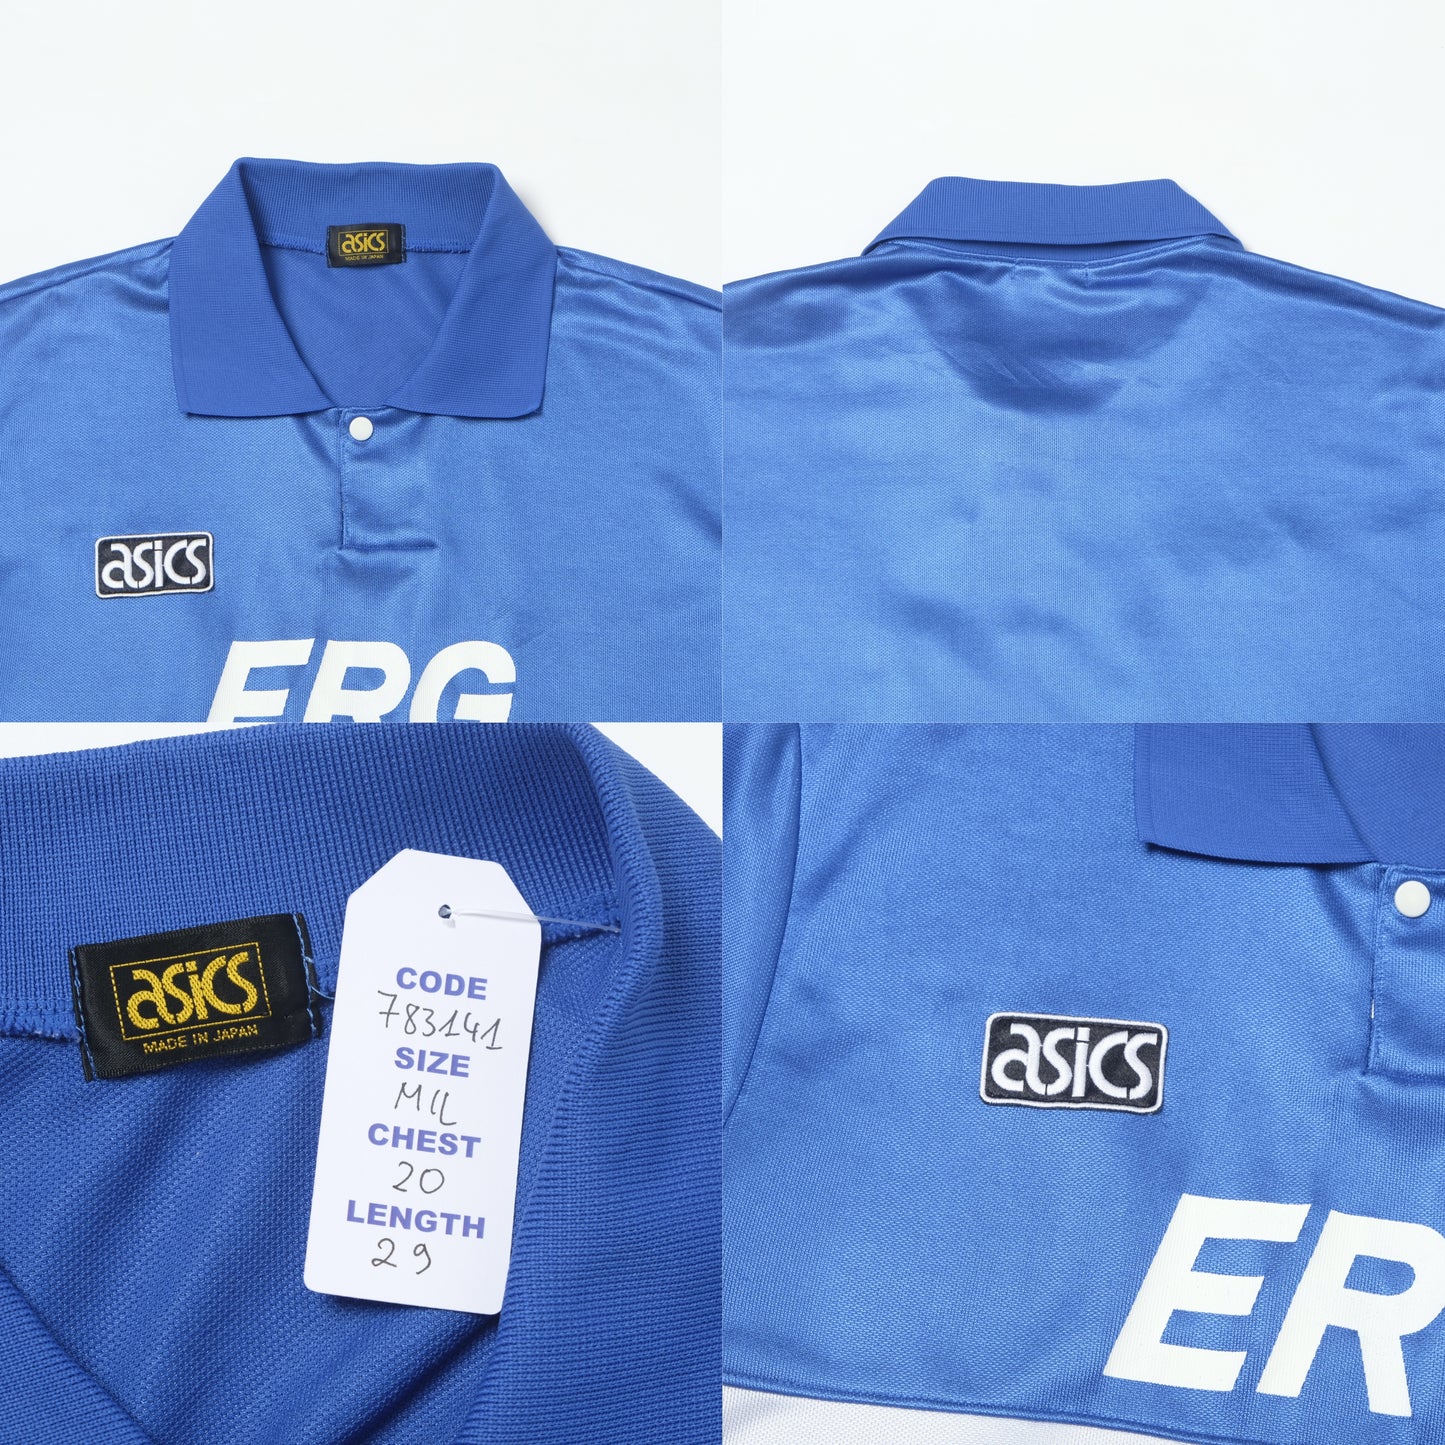 asics
MADE IN JAPAN
asics
ERG
asics
MADE IN JAPAN
CODE
783141
SIZE
M/L
CHEST
20
LENGTH
29
asics
ER